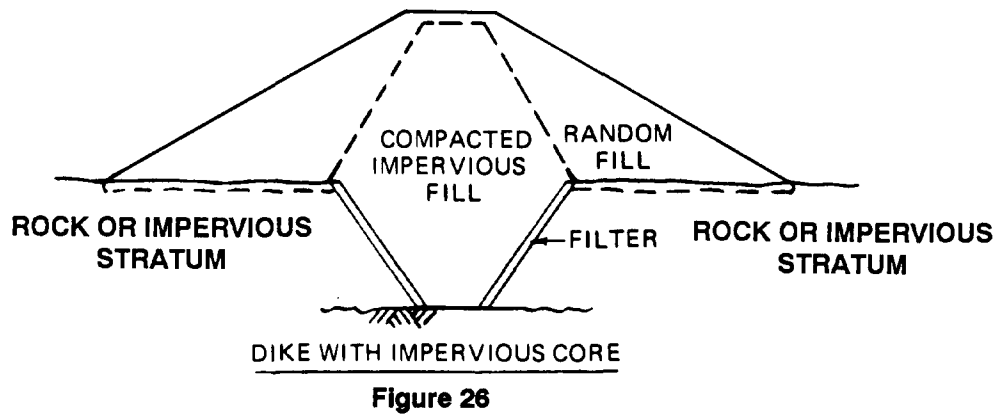 COMPACTED
IMPERVIOUS
FILL
RANDOM
FILL
ROCK OR IMPERVIOUS
STRATUM
FILTER
ROCK OR IMPERVIOUS
STRATUM
DIKE WITH IMPERVIOUS CORE
Figure 26